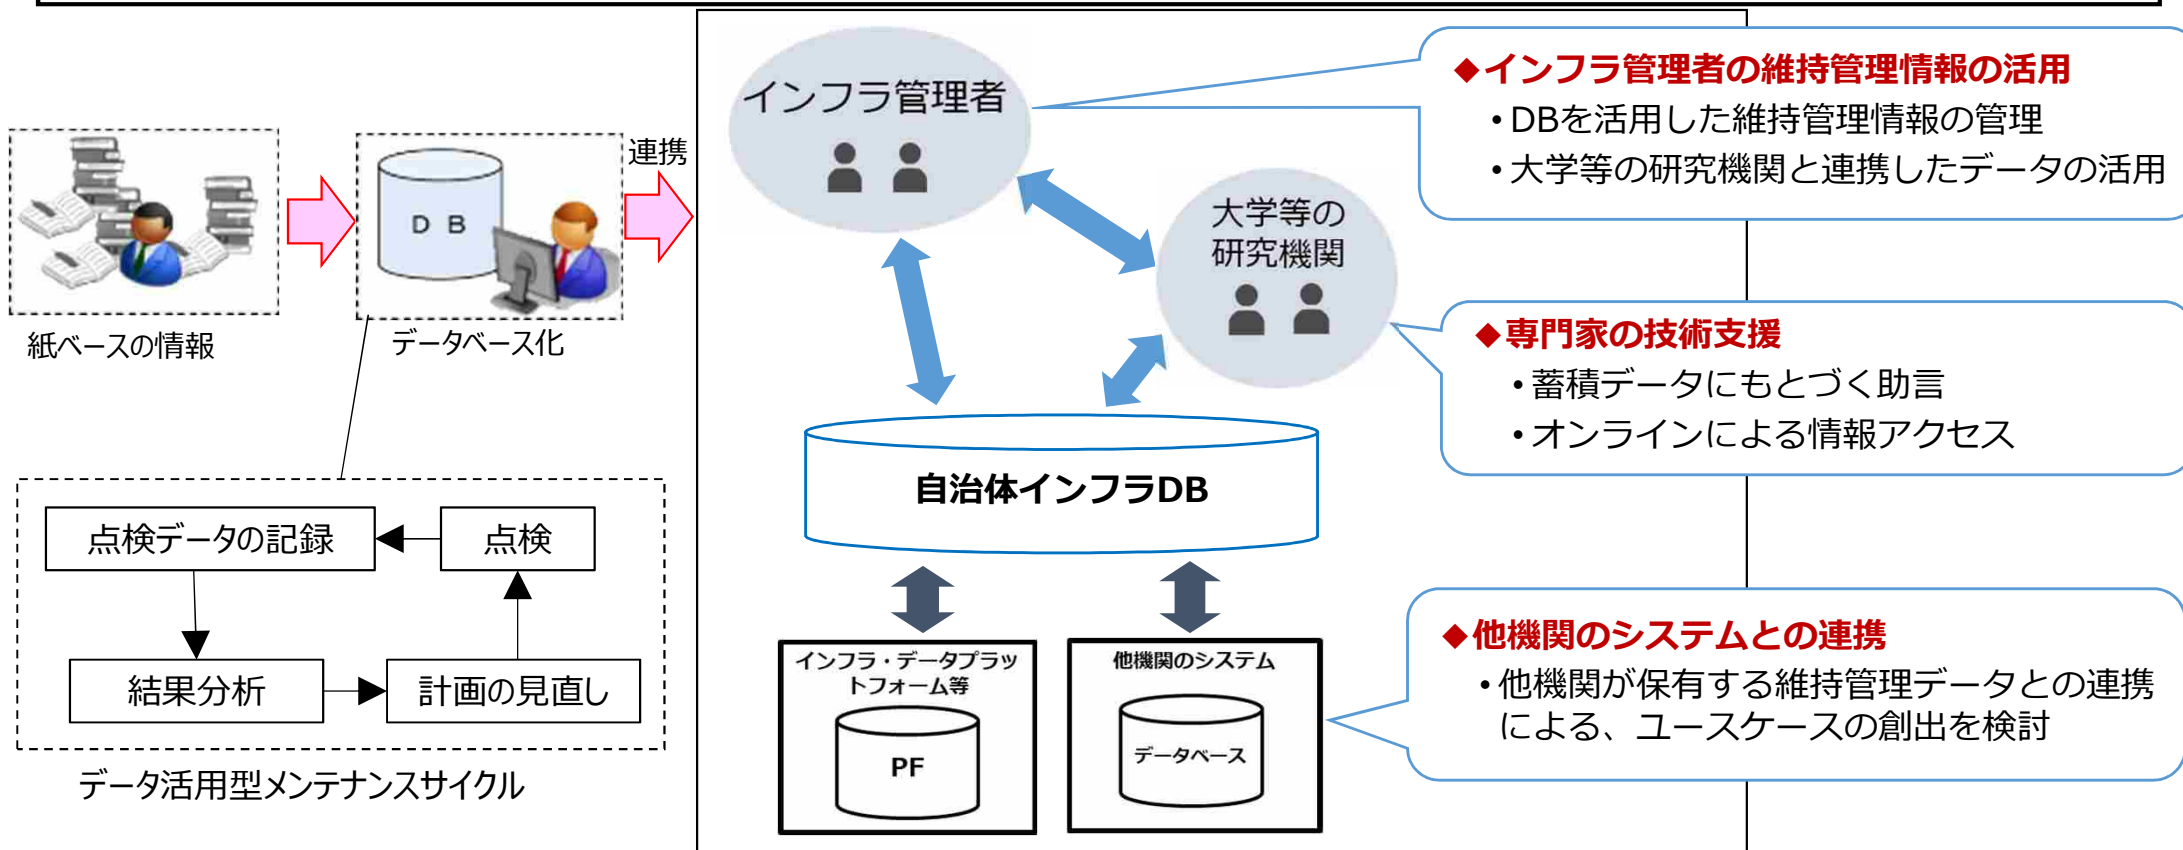 紙ベースの情報
D B
データベース化
連携
点検データの記録
点検
結果分析
計画の見直し
データ活用型メンテナンスサイクル
インフラ管理者
大学等の
研究機関
自治体インフラDB
インフラ・データプラッ
トフォーム等
PF
他機関のシステム
データベース
◆インフラ管理者の維持管理情報の活用
・DBを活用した維持管理情報の管理
・大学等の研究機関と連携したデータの活用
◆専門家の技術支援
・蓄積データにもとづく助言
・オンラインによる情報アクセス
◆他機関のシステムとの連携
・他機関が保有する維持管理データとの連携
による、ユースケースの創出を検討